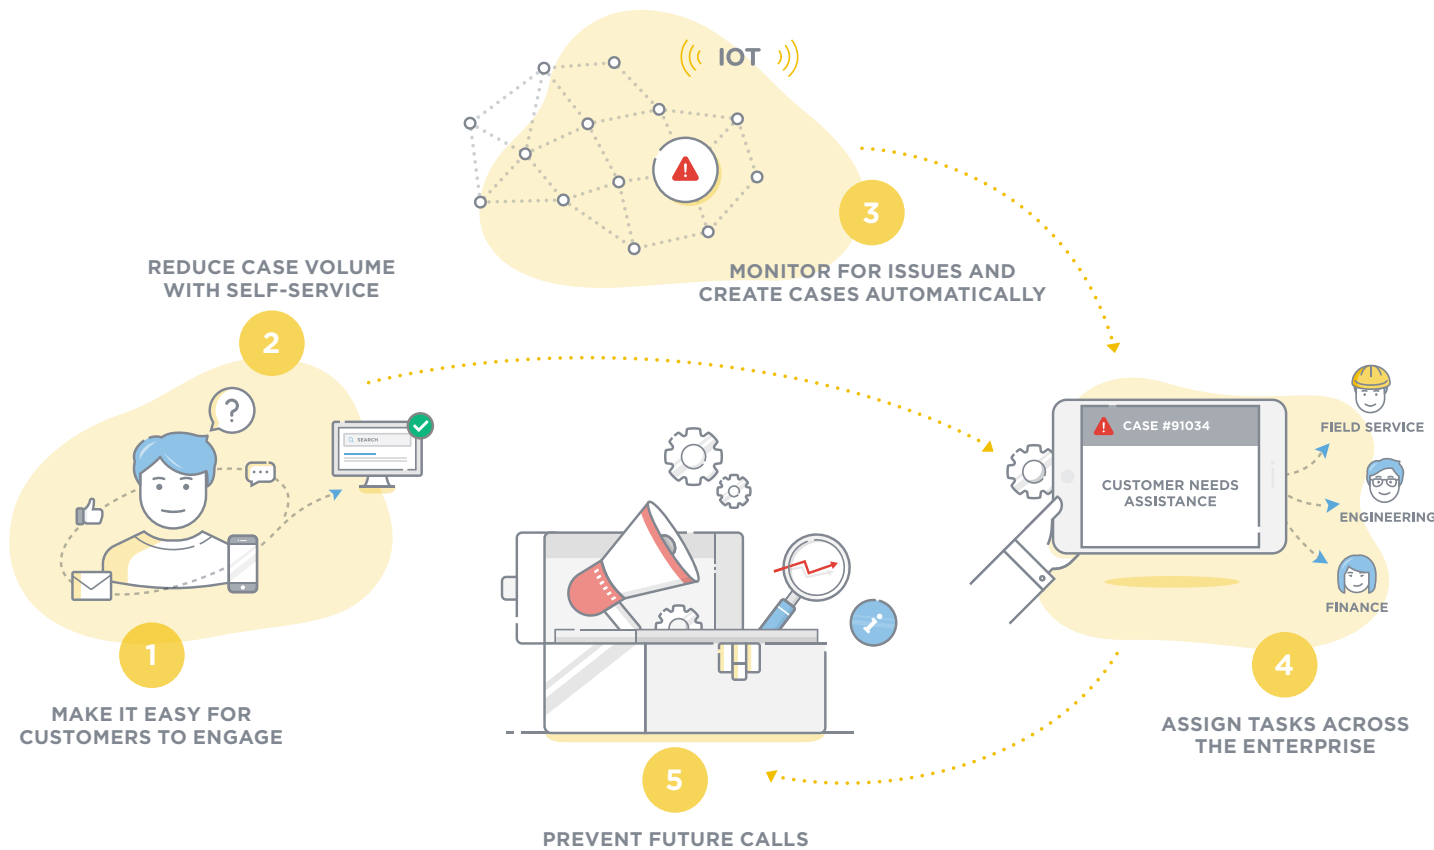 IOT
3
MONITOR FOR ISSUES AND
CREATE CASES AUTOMATICALLY
REDUCE CASE VOLUME
WITH SELF-SERVICE
2
?
SEARCH
1
MAKE IT EASY FOR
CUSTOMERS TO ENGAGE
CASE #91034
CUSTOMER NEEDS
ASSISTANCE
FIELD SERVICE
ENGINEERING
FINANCE
4
ASSIGN TASKS ACROSS
THE ENTERPRISE
5
PREVENT FUTURE CALLS